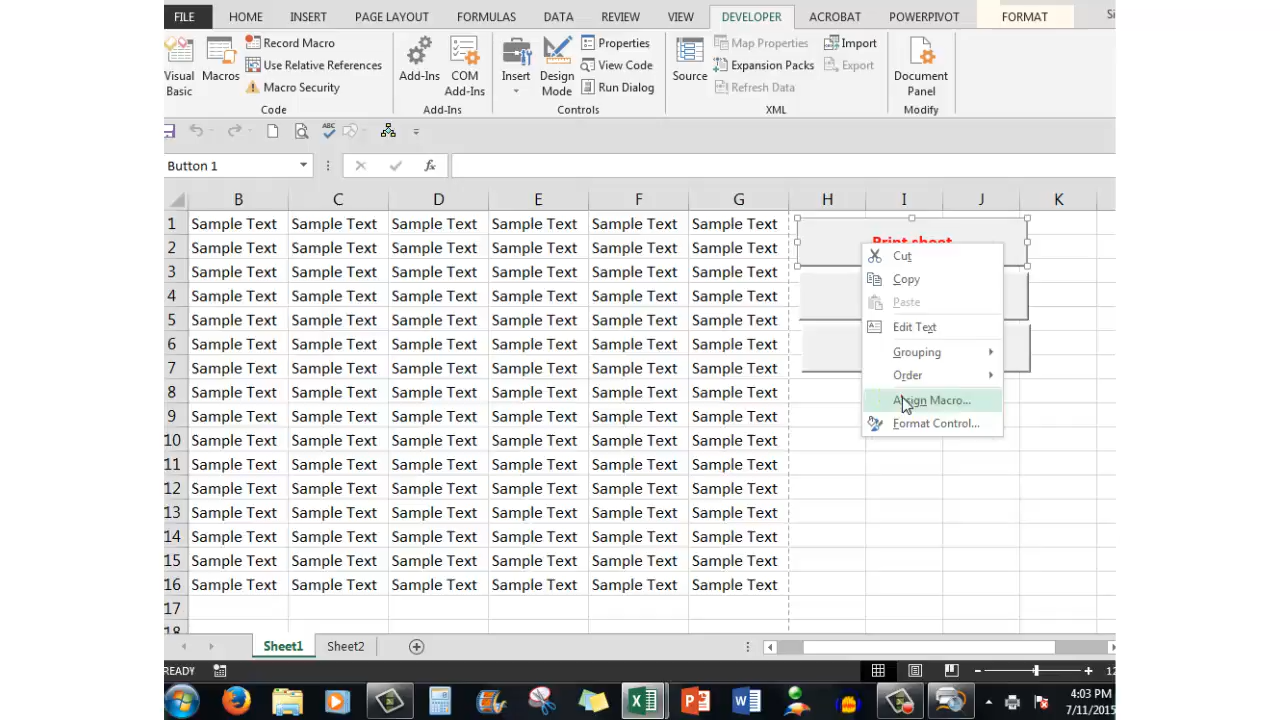 FILE HOME INSERT PAGE LAYOUT FORMULAS DATA REVIEW VIEW DEVELOPER ACROBAT POWERPIVOT FORMAT Si
Visual Basic
Macros
Record Macro
Use Relative References
Macro Security
Code
Add-Ins
COM Add-Ins
Add-Ins
Insert
Design Mode
Properties
View Code
Run Dialog
Controls
Source
Map Properties
Expansion Packs
Refresh Data
Import
Export
XML
Document Panel
Modify
ABC
Button 1
fx
B C D E F G H I J K
1 Sample Text Sample Text Sample Text Sample Text Sample Text Sample Text
2 Sample Text Sample Text Sample Text Sample Text Sample Text Sample Text
3 Sample Text Sample Text Sample Text Sample Text Sample Text Sample Text
4 Sample Text Sample Text Sample Text Sample Text Sample Text Sample Text
5 Sample Text Sample Text Sample Text Sample Text Sample Text Sample Text
6 Sample Text Sample Text Sample Text Sample Text Sample Text Sample Text
7 Sample Text Sample Text Sample Text Sample Text Sample Text Sample Text
8 Sample Text Sample Text Sample Text Sample Text Sample Text Sample Text
9 Sample Text Sample Text Sample Text Sample Text Sample Text Sample Text
10 Sample Text Sample Text Sample Text Sample Text Sample Text Sample Text
11 Sample Text Sample Text Sample Text Sample Text Sample Text Sample Text
12 Sample Text Sample Text Sample Text Sample Text Sample Text Sample Text
13 Sample Text Sample Text Sample Text Sample Text Sample Text Sample Text
14 Sample Text Sample Text Sample Text Sample Text Sample Text Sample Text
15 Sample Text Sample Text Sample Text Sample Text Sample Text Sample Text
16 Sample Text Sample Text Sample Text Sample Text Sample Text Sample Text
17
18
Print sheet
Cut
Copy
Paste
Edit Text
Grouping
Order
Assign Macro...
Format Control...
Sheet1 Sheet2
READY
12
4:03 PM
7/11/2015